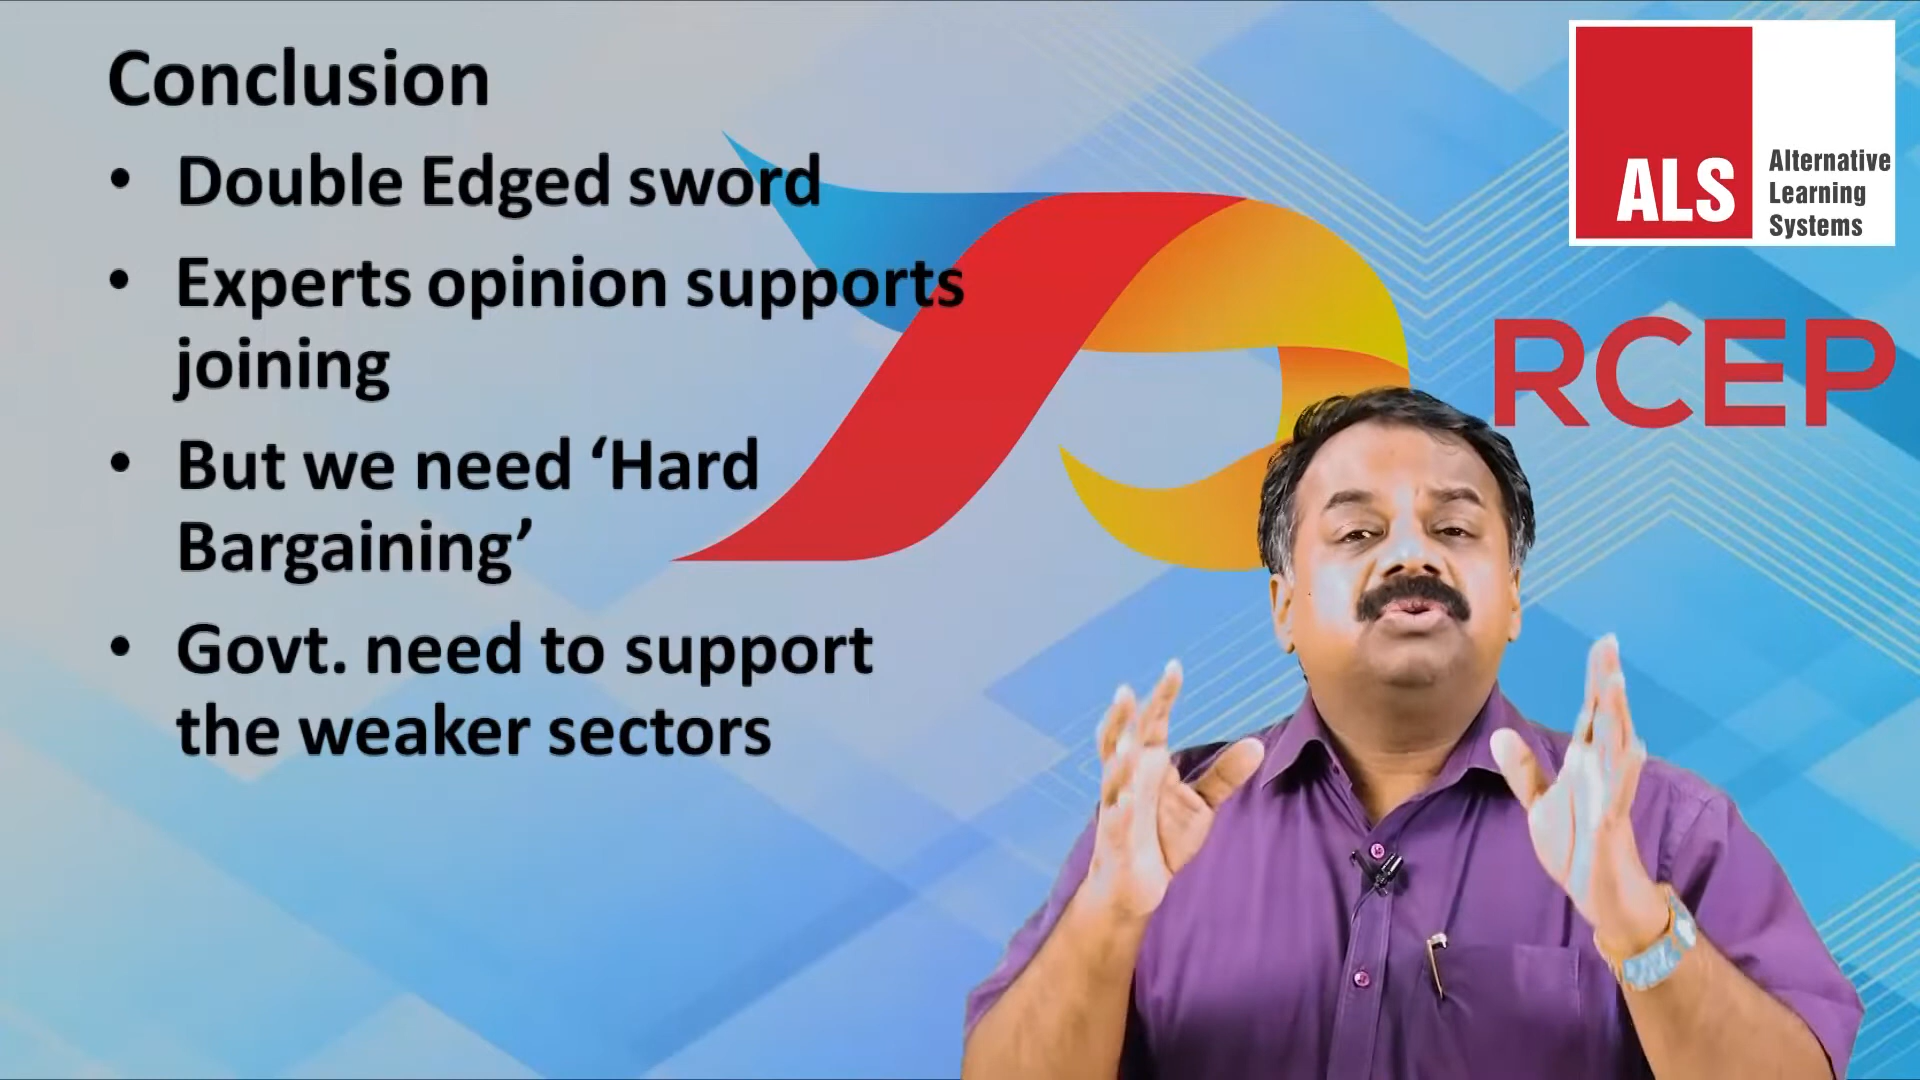 Conclusion
• Double Edged sword
• Experts opinion supports
joining
• But we need ‘Hard
Bargaining’
• Govt. need to support
the weaker sectors
ALS
Alternative
Learning
Systems
RCEP